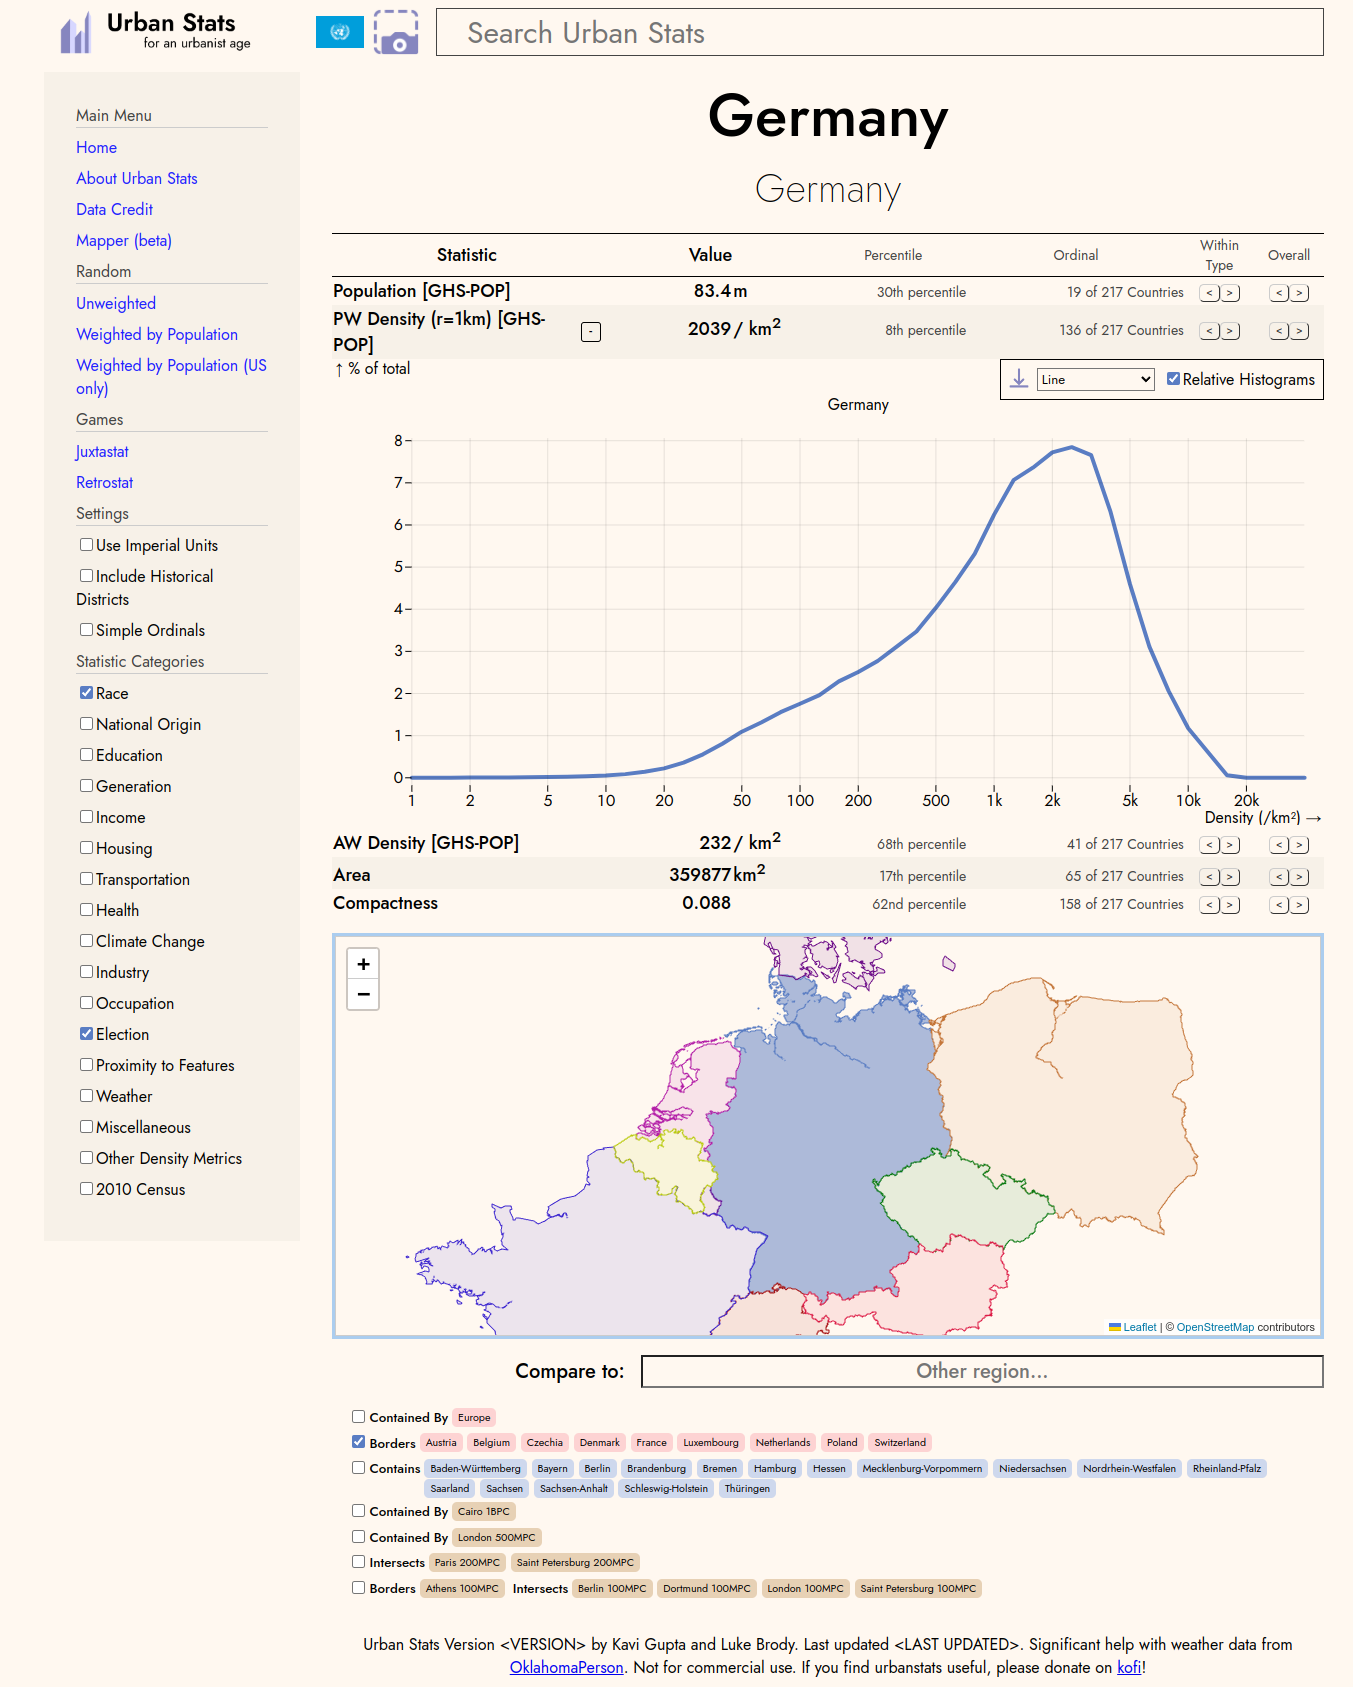 Urban Stats
for an urbanist age
Search Urban Stats
Main Menu
Home
About Urban Stats
Data Credit
Mapper (beta)
Random
Unweighted
Weighted by Population
Weighted by Population (US
only)
Games
Juxtastat
Retrostat
Settings
Use Imperial Units
Include Historical
Districts
Simple Ordinals
Statistic Categories
Race
National Origin
Education
Generation
Income
Housing
Transportation
Health
Climate Change
Industry
Occupation
Election
Proximity to Features
Weather
Miscellaneous
Other Density Metrics
2010 Census
Germany
Germany
Statistic Value Percentile Ordinal Within Type Overall
Population [GHS-POP] 83.4m 30th percentile 19 of 217 Countries < > < >
PW Density (r=1km) [GHS-
POP] - 2039/ km² 8th percentile 136 of 217 Countries < > < >
↑ % of total
Line Relative Histograms
Germany
8
7
6
5
4
3
2
1
0
1 2 5 10 20 50 100 200 500 1k 2k 5k 10k 20k
Density (/km²) →
AW Density [GHS-POP] 232/ km² 68th percentile 41 of 217 Countries < > < >
Area 359877km² 17th percentile 65 of 217 Countries < > < >
Compactness 0.088 62nd percentile 158 of 217 Countries < > < >
+
−
Leaflet | © OpenStreetMap contributors
Compare to: Other region...
Contained By Europe
Borders Austria Belgium Czechia Denmark France Luxembourg Netherlands Poland Switzerland
Contains Baden-Württemberg Bayern Berlin Brandenburg Bremen Hamburg Hessen Mecklenburg-Vorpommern Niedersachsen Nordrhein-Westfalen Rheinland-Pfalz
Saarland Sachsen Sachsen-Anhalt Schleswig-Holstein Thüringen
Contained By Cairo 1BPC
Contained By London 500MPC
Intersects Paris 200MPC Saint Petersburg 200MPC
Borders Athens 100MPC Intersects Berlin 100MPC Dortmund 100MPC London 100MPC Saint Petersburg 100MPC
Urban Stats Version <VERSION> by Kavi Gupta and Luke Brody. Last updated <LAST UPDATED>. Significant help with weather data from
OklahomaPerson. Not for commercial use. If you find urbanstats useful, please donate on kofi!